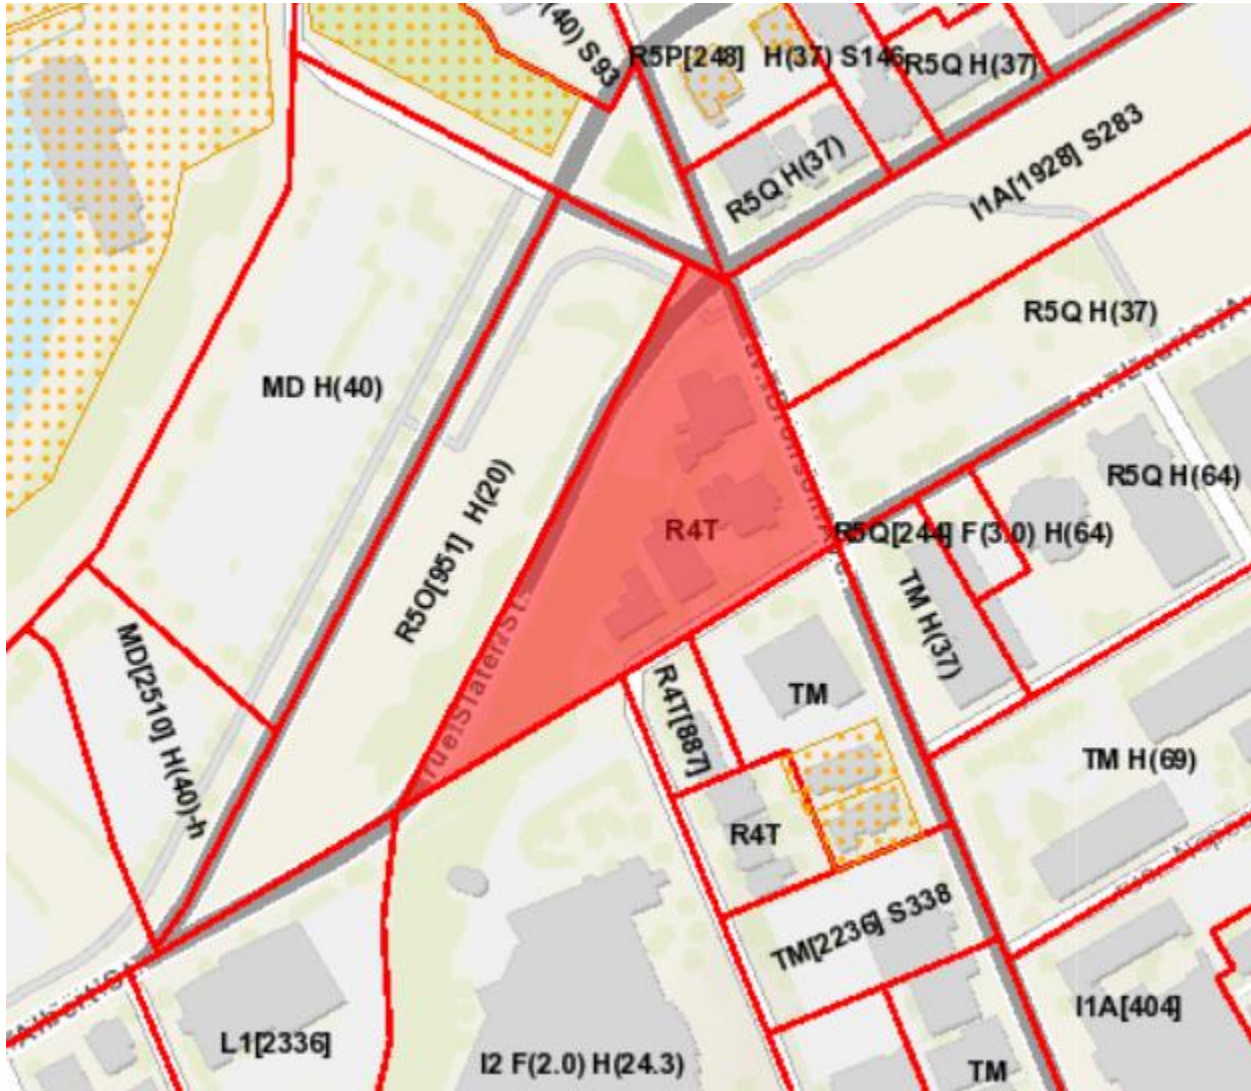 (40) S93
R5P[248] H(37) S146
R5Q H(37)
I1A[1928] S283
R5Q H(37)
R5Q H(37)
MD H(40)
R5O[951] H(20)
R4T
R5Q H(64)
R5Q[244] F(3.0) H(64)
TM H(37)
MD[2510] H(40)-h
R4T[887]
TM
TM H(69)
R4T
TM[2236] S338
I1A[404]
L1[2336]
I2 F(2.0) H(24.3)
TM